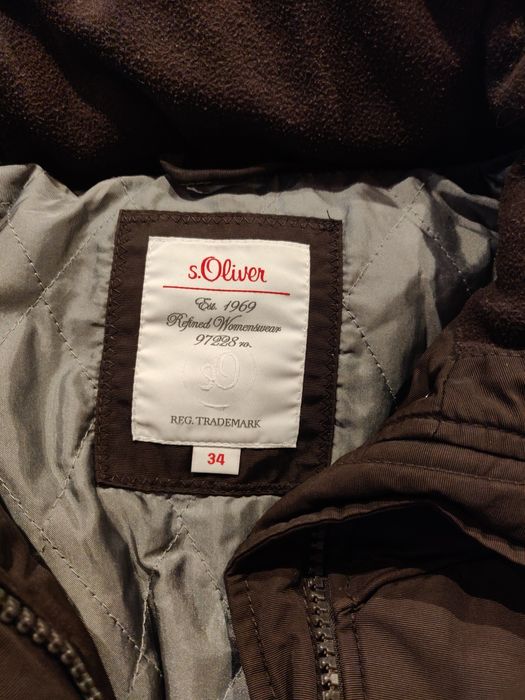 s.Oliver
Est. 1969
Refined Womenswear
97228 ro.
sO
REG. TRADEMARK
34